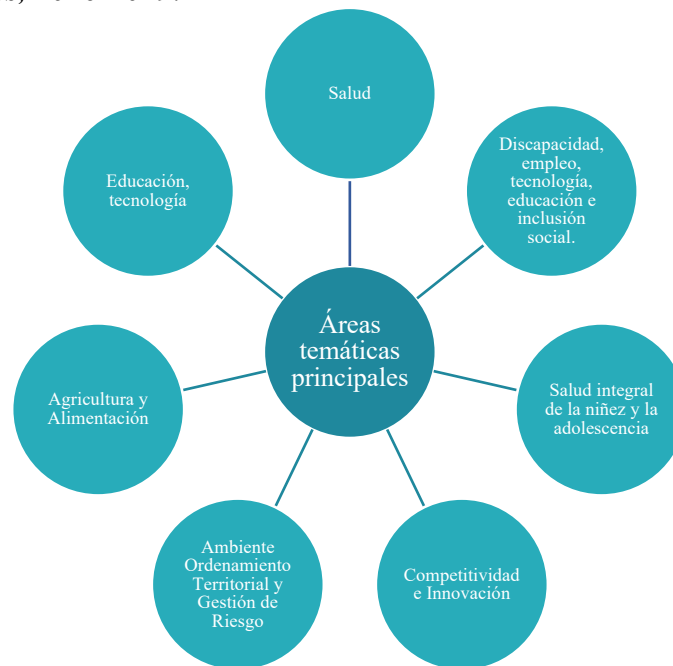 Salud
Discapacidad,
empleo,
tecnología,
educación e
inclusión
social.
Salud integral
de la niñez y la
adolescencia
Competitividad
e Innovación
Ambiente
Ordenamiento
Territorial y
Gestión de
Riesgo
Agricultura y
Alimentación
Educación,
tecnología
Áreas
temáticas
principales